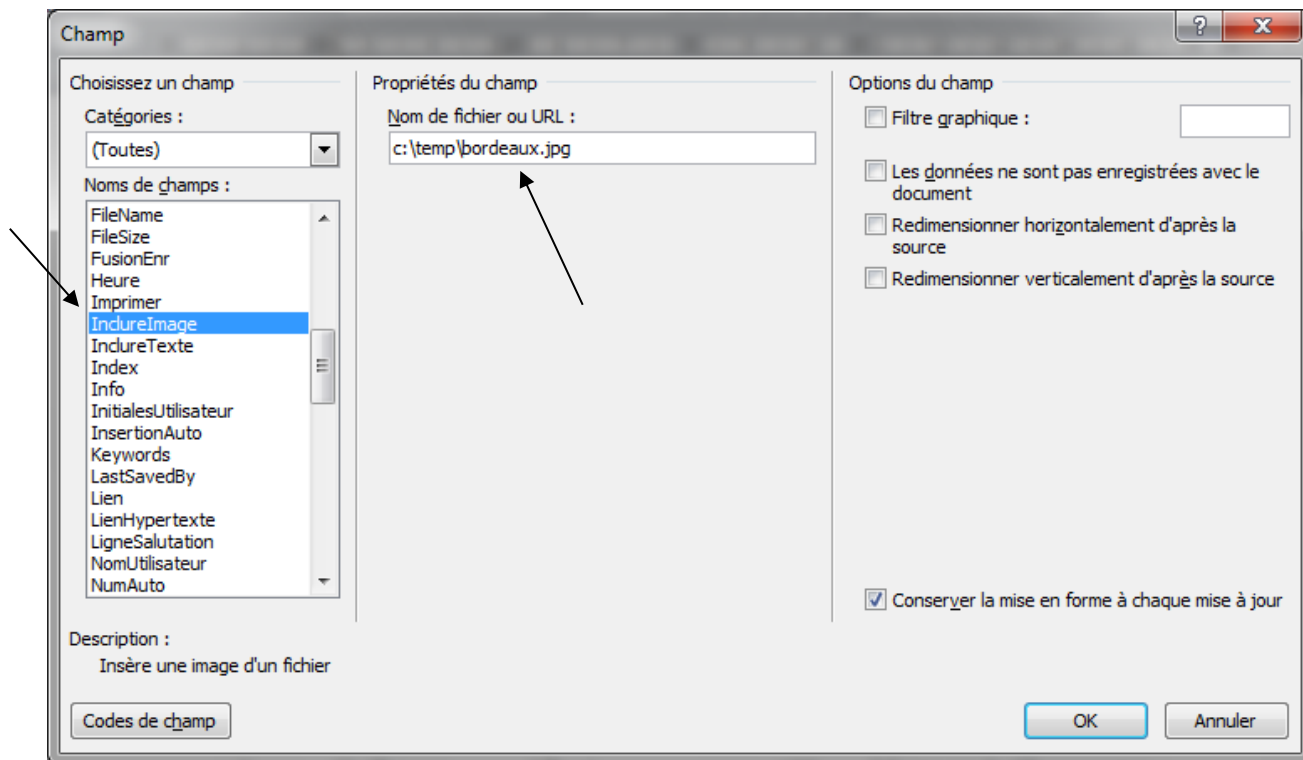 Champ
Choisissez un champ
Catégories :
(Toutes)
Noms de champs :
FileName
FileSize
FusionEnr
Heure
Imprimer
InclureImage
InclureTexte
Index
Info
InitialesUtilisateur
InsertionAuto
Keywords
LastSavedBy
Lien
LienHypertexte
LigneSalutation
NomUtilisateur
NumAuto
Propriétés du champ
Nom de fichier ou URL :
c:\temp\bordeaux.jpg
Options du champ
Filtre graphique :
Les données ne sont pas enregistrées avec le
document
Redimensionner horizontalement d'après la
source
Redimensionner verticalement d'après la source
Conserver la mise en forme à chaque mise à jour
Description :
Insère une image d'un fichier
Codes de champ
OK
Annuler